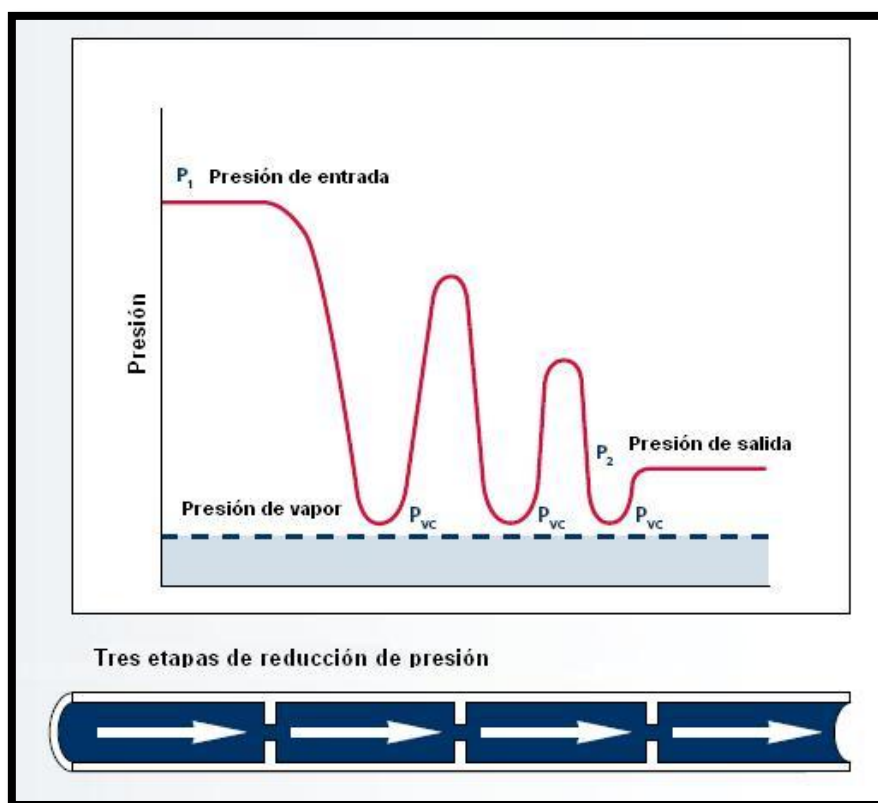 P1 Presión de entrada
Presión
P2 Presión de salida
Presión de vapor
Pvc Pvc Pvc
Tres etapas de reducción de presión